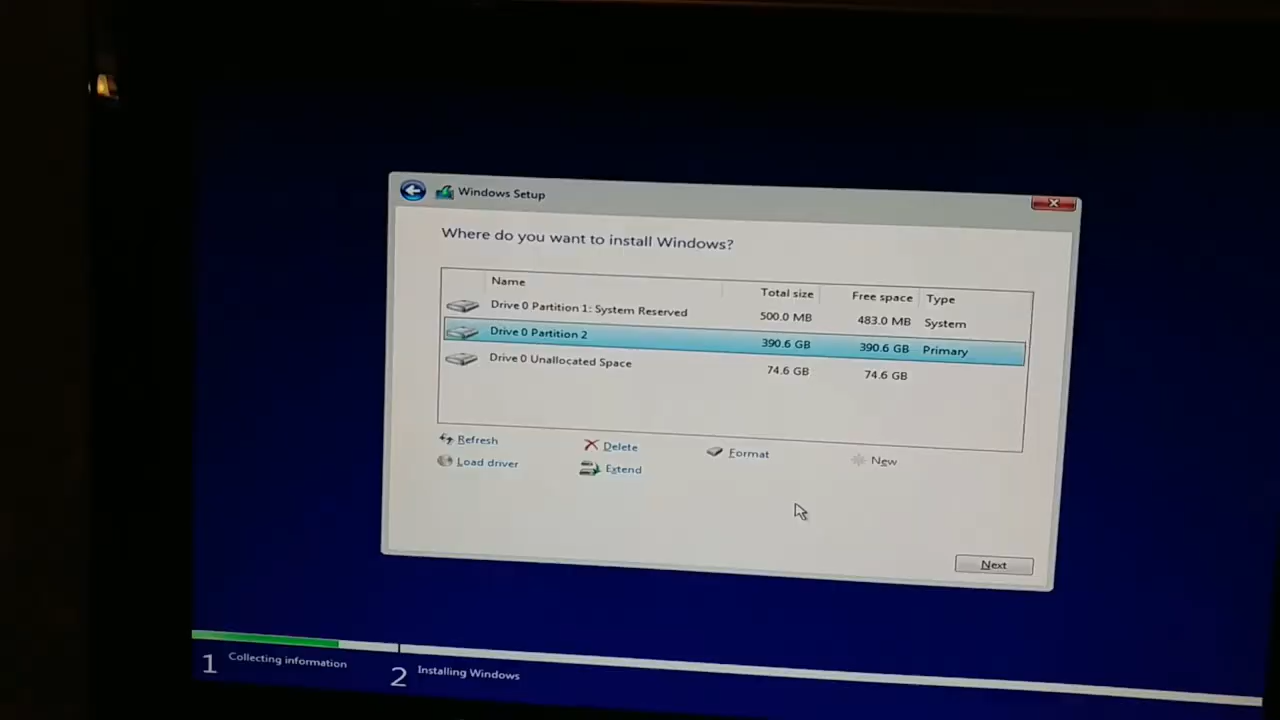 Windows Setup
Where do you want to install Windows?
Name Total size Free space Type
Drive 0 Partition 1: System Reserved 500.0 MB 483.0 MB System
Drive 0 Partition 2 390.6 GB 390.6 GB Primary
Drive 0 Unallocated Space 74.6 GB 74.6 GB
Refresh Delete Format New
Load driver Extend
Next
1 Collecting information 2 Installing Windows